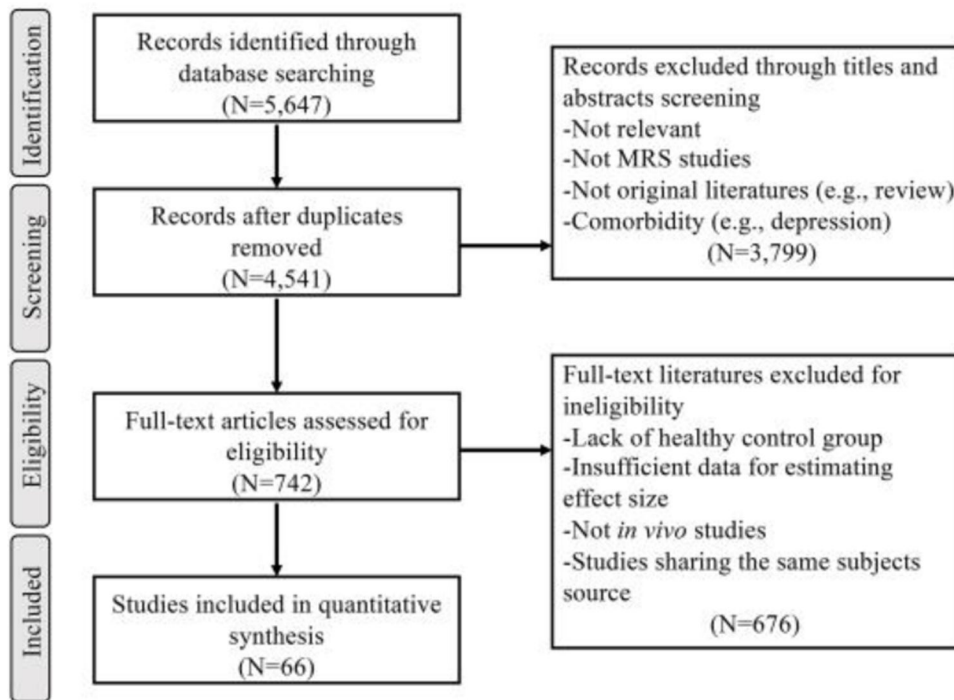 Identification
Records identified through
database searching
(N=5,647)
Records excluded through titles and
abstracts screening
-Not relevant
-Not MRS studies
-Not original literatures (e.g., review)
-Comorbidity (e.g., depression)
(N=3,799)
Screening
Records after duplicates
removed
(N=4,541)
Eligibility
Full-text articles assessed for
eligibility
(N=742)
Full-text literatures excluded for
ineligibility
-Lack of healthy control group
-Insufficient data for estimating
effect size
-Not in vivo studies
-Studies sharing the same subjects
source
(N=676)
Included
Studies included in quantitative
synthesis
(N=66)